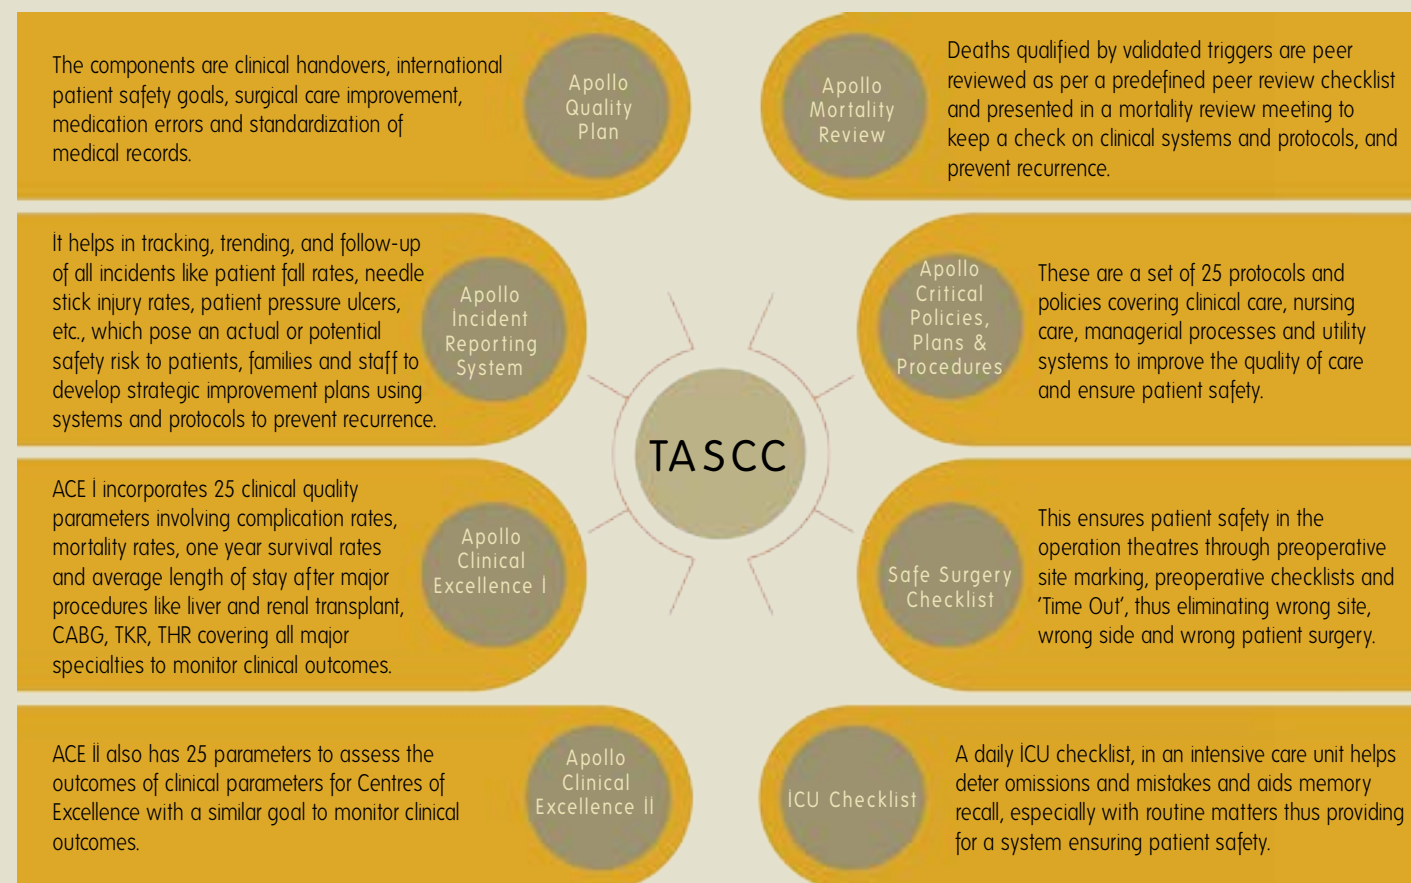 The components are clinical handovers, international
patient safety goals, surgical care improvement,
medication errors and standardization of
medical records.
Apollo
Quality
Plan
Apollo
Mortality
Review
Deaths qualified by validated triggers are peer
reviewed as per a predefined peer review checklist
and presented in a mortality review meeting to
keep a check on clinical systems and protocols, and
prevent recurrence.
It helps in tracking, trending, and follow-up
of all incidents like patient fall rates, needle
stick injury rates, patient pressure ulcers,
etc., which pose an actual or potential
safety risk to patients, families and staff to
develop strategic improvement plans using
systems and protocols to prevent recurrence.
Apollo
Incident
Reporting
System
Apollo
Critical
Policies,
Plans &
Procedures
These are a set of 25 protocols and
policies covering clinical care, nursing
care, managerial processes and utility
systems to improve the quality of care
and ensure patient safety.
TASCC
ACE I incorporates 25 clinical quality
parameters involving complication rates,
mortality rates, one year survival rates
and average length of stay after major
procedures like liver and renal transplant,
CABG, TKR, THR covering all major
specialties to monitor clinical outcomes.
Apollo
Clinical
Excellence I
Safe Surgery
Checklist
This ensures patient safety in the
operation theatres through preoperative
site marking, preoperative checklists and
'Time Out', thus eliminating wrong site,
wrong side and wrong patient surgery.
ACE II also has 25 parameters to assess the
outcomes of clinical parameters for Centres of
Excellence with a similar goal to monitor clinical
outcomes.
Apollo
Clinical
Excellence II
ICU Checklist
A daily ICU checklist, in an intensive care unit helps
deter omissions and mistakes and aids memory
recall, especially with routine matters thus providing
for a system ensuring patient safety.